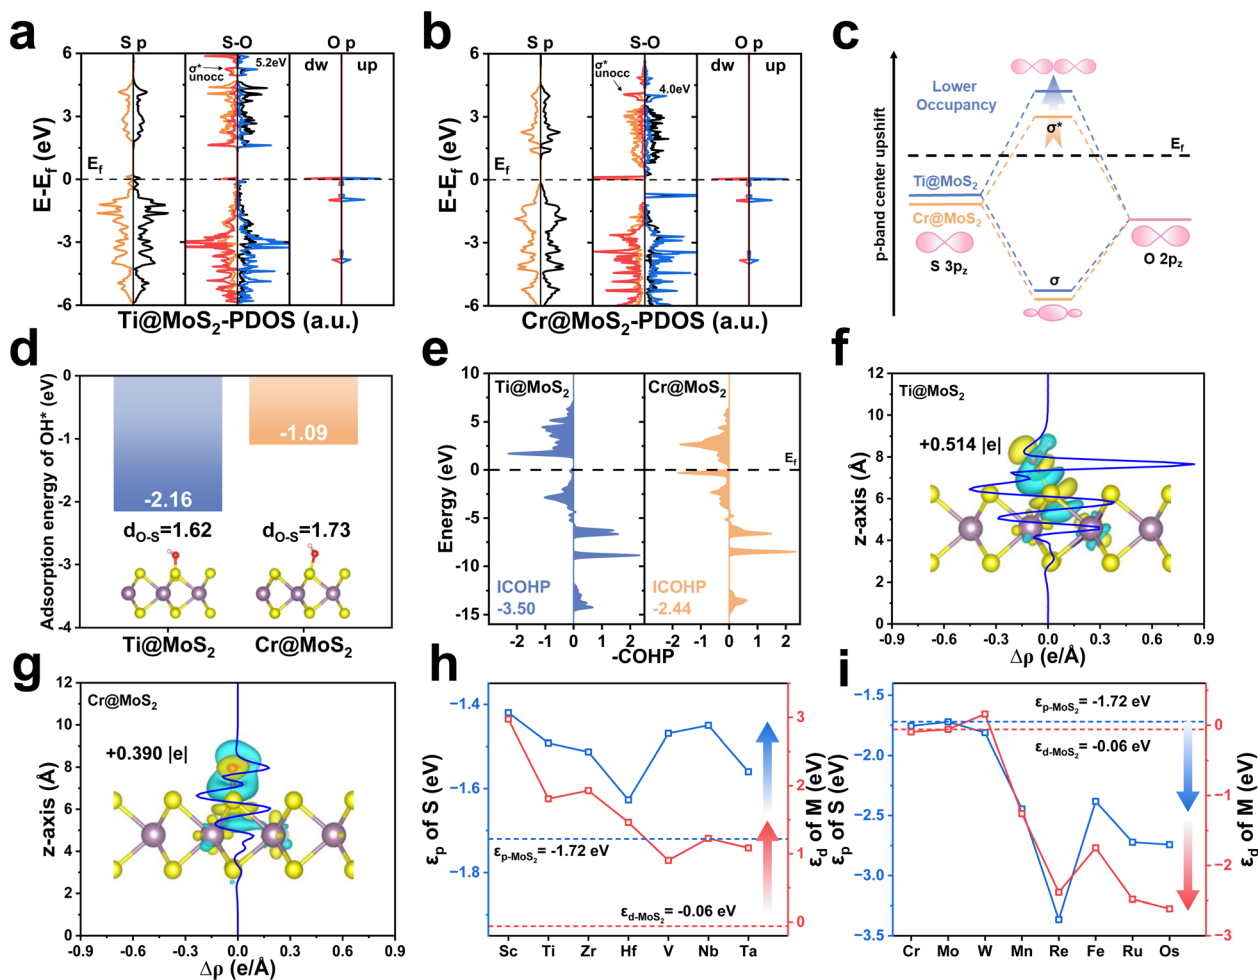 a
S p
S-O
O p
6
3
0
-3
-6
E-Ef (eV)
Ef
σ*
unocc
5.2eV
dw
up
Ti@MoS2-PDOS (a.u.)
b
S p
S-O
O p
6
3
0
-3
-6
E-Ef (eV)
Ef
σ*
unocc
4.0eV
dw
up
Cr@MoS2-PDOS (a.u.)
c
p-band center upshift
Lower
Occupancy
σ*
Ef
Ti@MoS2
Cr@MoS2
S 3pz
O 2pz
σ
d
Adsorption energy of OH* (eV)
0
-1
-2
-3
-4
-2.16
-1.09
dO-S=1.62
dO-S=1.73
Ti@MoS2
Cr@MoS2
e
Energy (eV)
10
5
0
-5
-10
-15
Ti@MoS2
Cr@MoS2
Ef
ICOHP
-3.50
ICOHP
-2.44
-2 -1 0 1 2 -2 -1 0 1 2
-COHP
f
z-axis (Å)
12
10
8
6
4
2
0
Ti@MoS2
+0.514 |e|
-0.9 -0.6 -0.3 0.0 0.3 0.6 0.9
Δρ (e/Å)
g
z-axis (Å)
12
10
8
6
4
2
0
Cr@MoS2
+0.390 |e|
-0.9 -0.6 -0.3 0.0 0.3 0.6 0.9
Δρ (e/Å)
h
εp of S (eV)
−1.4
−1.6
−1.8
εp-MoS2= -1.72 eV
εd-MoS2= -0.06 eV
3
2
1
0
εd of M (eV)
Sc Ti Zr Hf V Nb Ta
i
εp of S (eV)
−1.5
−2.0
−2.5
−3.0
−3.5
εp-MoS2= -1.72 eV
εd-MoS2= -0.06 eV
0
−1
−2
−3
εd of M (eV)
Cr Mo W Mn Re Fe Ru Os